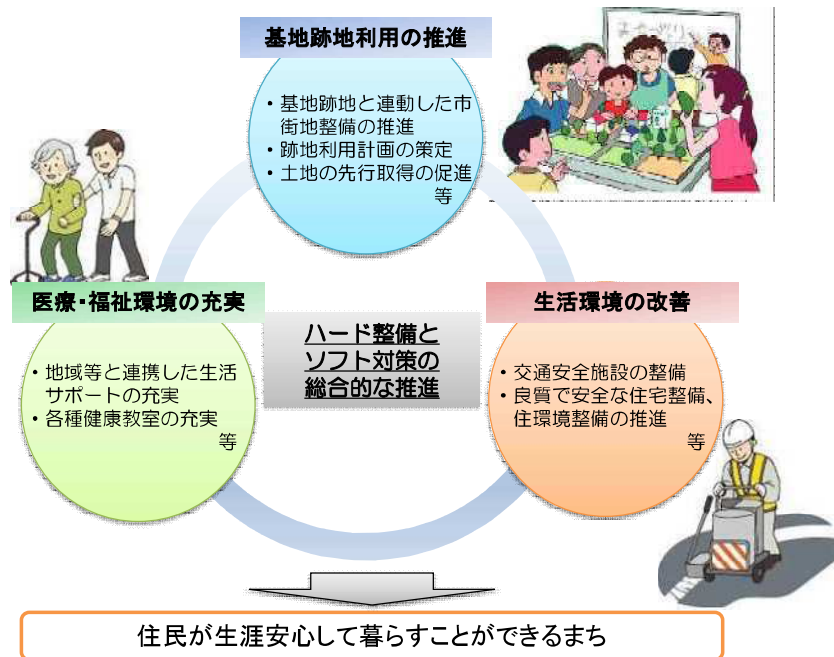 基地跡地利用の推進
・基地跡地と連動した市
街地整備の推進
・跡地利用計画の策定
・土地の先行取得の促進
等
医療・福祉環境の充実
・地域等と連携した生活
サポートの充実
・各種健康教室の充実
等
ハード整備と
ソフト対策の
総合的な推進
生活環境の改善
・交通安全施設の整備
・良質で安全な住宅整備、
住環境整備の推進
等
住民が生涯安心して暮らすことができるまち